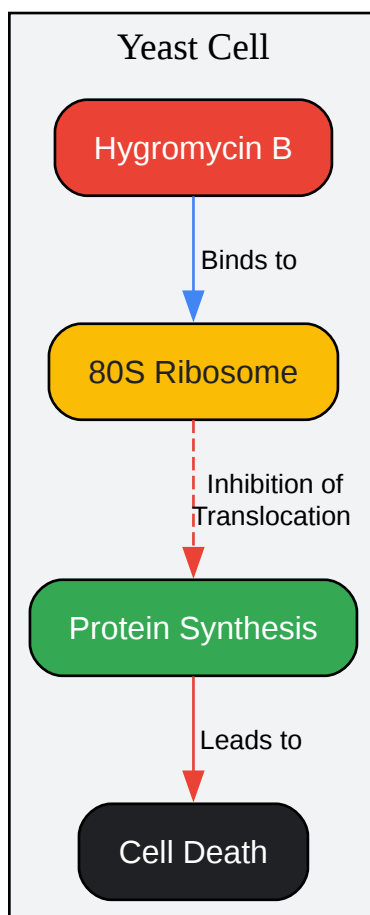 Yeast Cell
Hygromycin B
Binds to
80S Ribosome
Inhibition of
Translocation
Protein Synthesis
Leads to
Cell Death